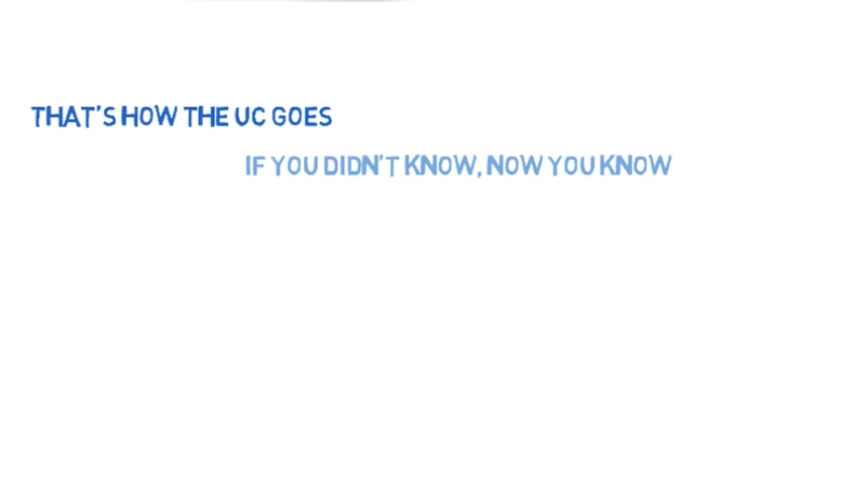 THAT'S HOW THE UC GOES
IF YOU DIDN'T KNOW, NOW YOU KNOW